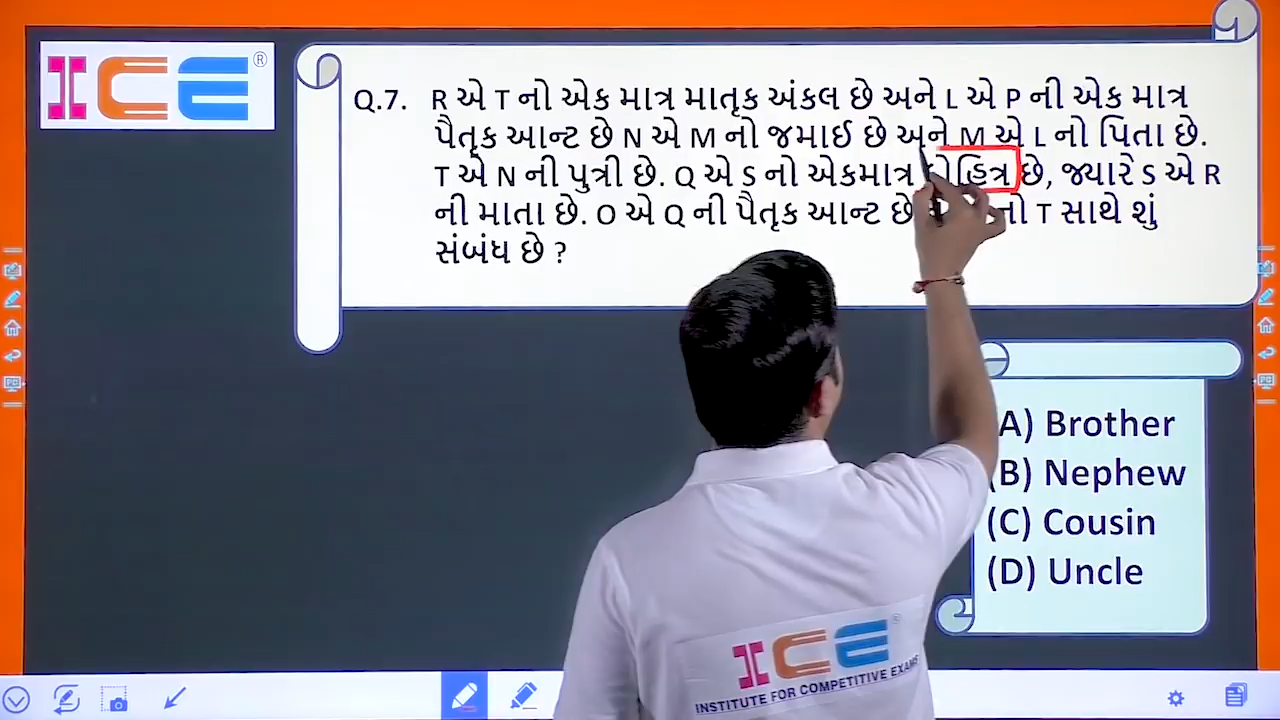 ICE ®
Q.7. R એ T નો એક માત્ર માતૃક અંકલ છે અને L એ P ની એક માત્ર
પૈતૃક આન્ટ છે N એ M નો જમાઈ છે અને M એ L નો પિતા છે.
T એ N ની પુત્રી છે. Q એ S નો એકમાત્ર છે, જ્યારે S એ R
ની માતા છે. O એ Q ની પૈતૃક આન્ટ છે નો T સાથે શું
સંબંધ છે ?
A) Brother
(B) Nephew
(C) Cousin
(D) Uncle
ICE ®
INSTITUTE FOR COMPETITIVE EXAMS